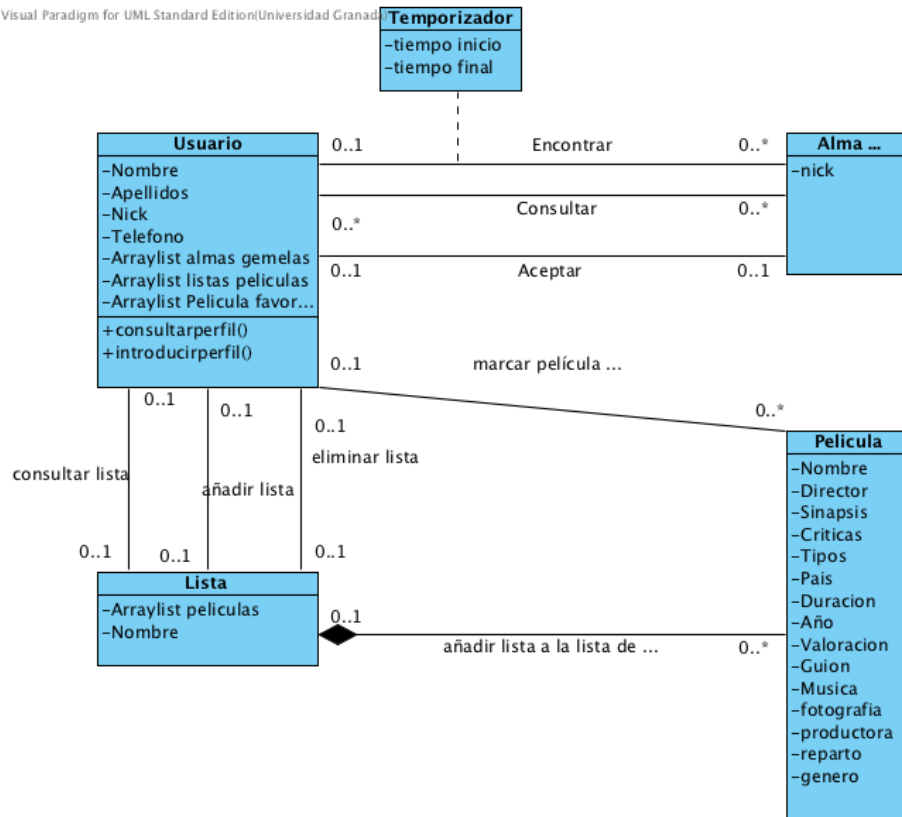 Visual Paradigm for UML Standard Edition(Universidad Granada)
Temporizador
-tiempo inicio
-tiempo final
Usuario
-Nombre
-Apellidos
-Nick
-Telefono
-Arraylist almas gemelas
-Arraylist listas peliculas
-Arraylist Pelicula favor...
+consultarperfil()
+introducirperfil()
0..1 Encontrar 0..*
Consultar
0..* 0..*
0..1 Aceptar 0..1
Alma ...
-nick
0..1 marcar película ... 0..*
0..1
0..1
0..1
consultar lista
añadir lista
eliminar lista
0..1
0..1
0..1
Lista
-Arraylist peliculas
-Nombre
0..1
añadir lista a la lista de ... 0..*
Pelicula
-Nombre
-Director
-Sinapsis
-Criticas
-Tipos
-Pais
-Duracion
-Año
-Valoracion
-Guion
-Musica
-fotografia
-productora
-reparto
-genero